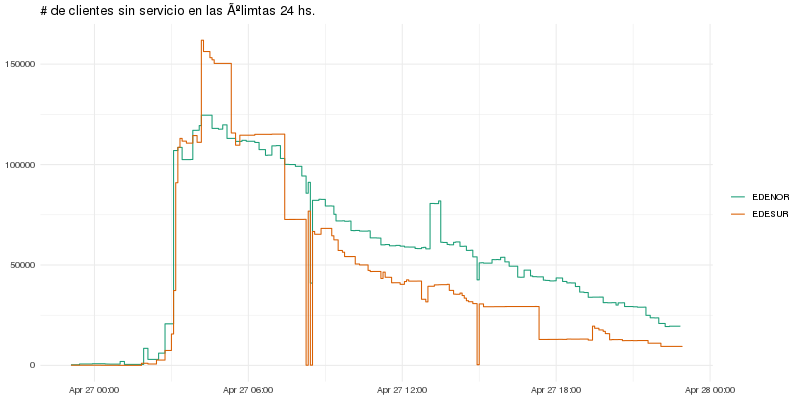 # de clientes sin servicio en las Ãºlimtas 24 hs.
150000
100000
50000
0
Apr 27 00:00
Apr 27 06:00
Apr 27 12:00
Apr 27 18:00
Apr 28 00:00
EDENOR
EDESUR